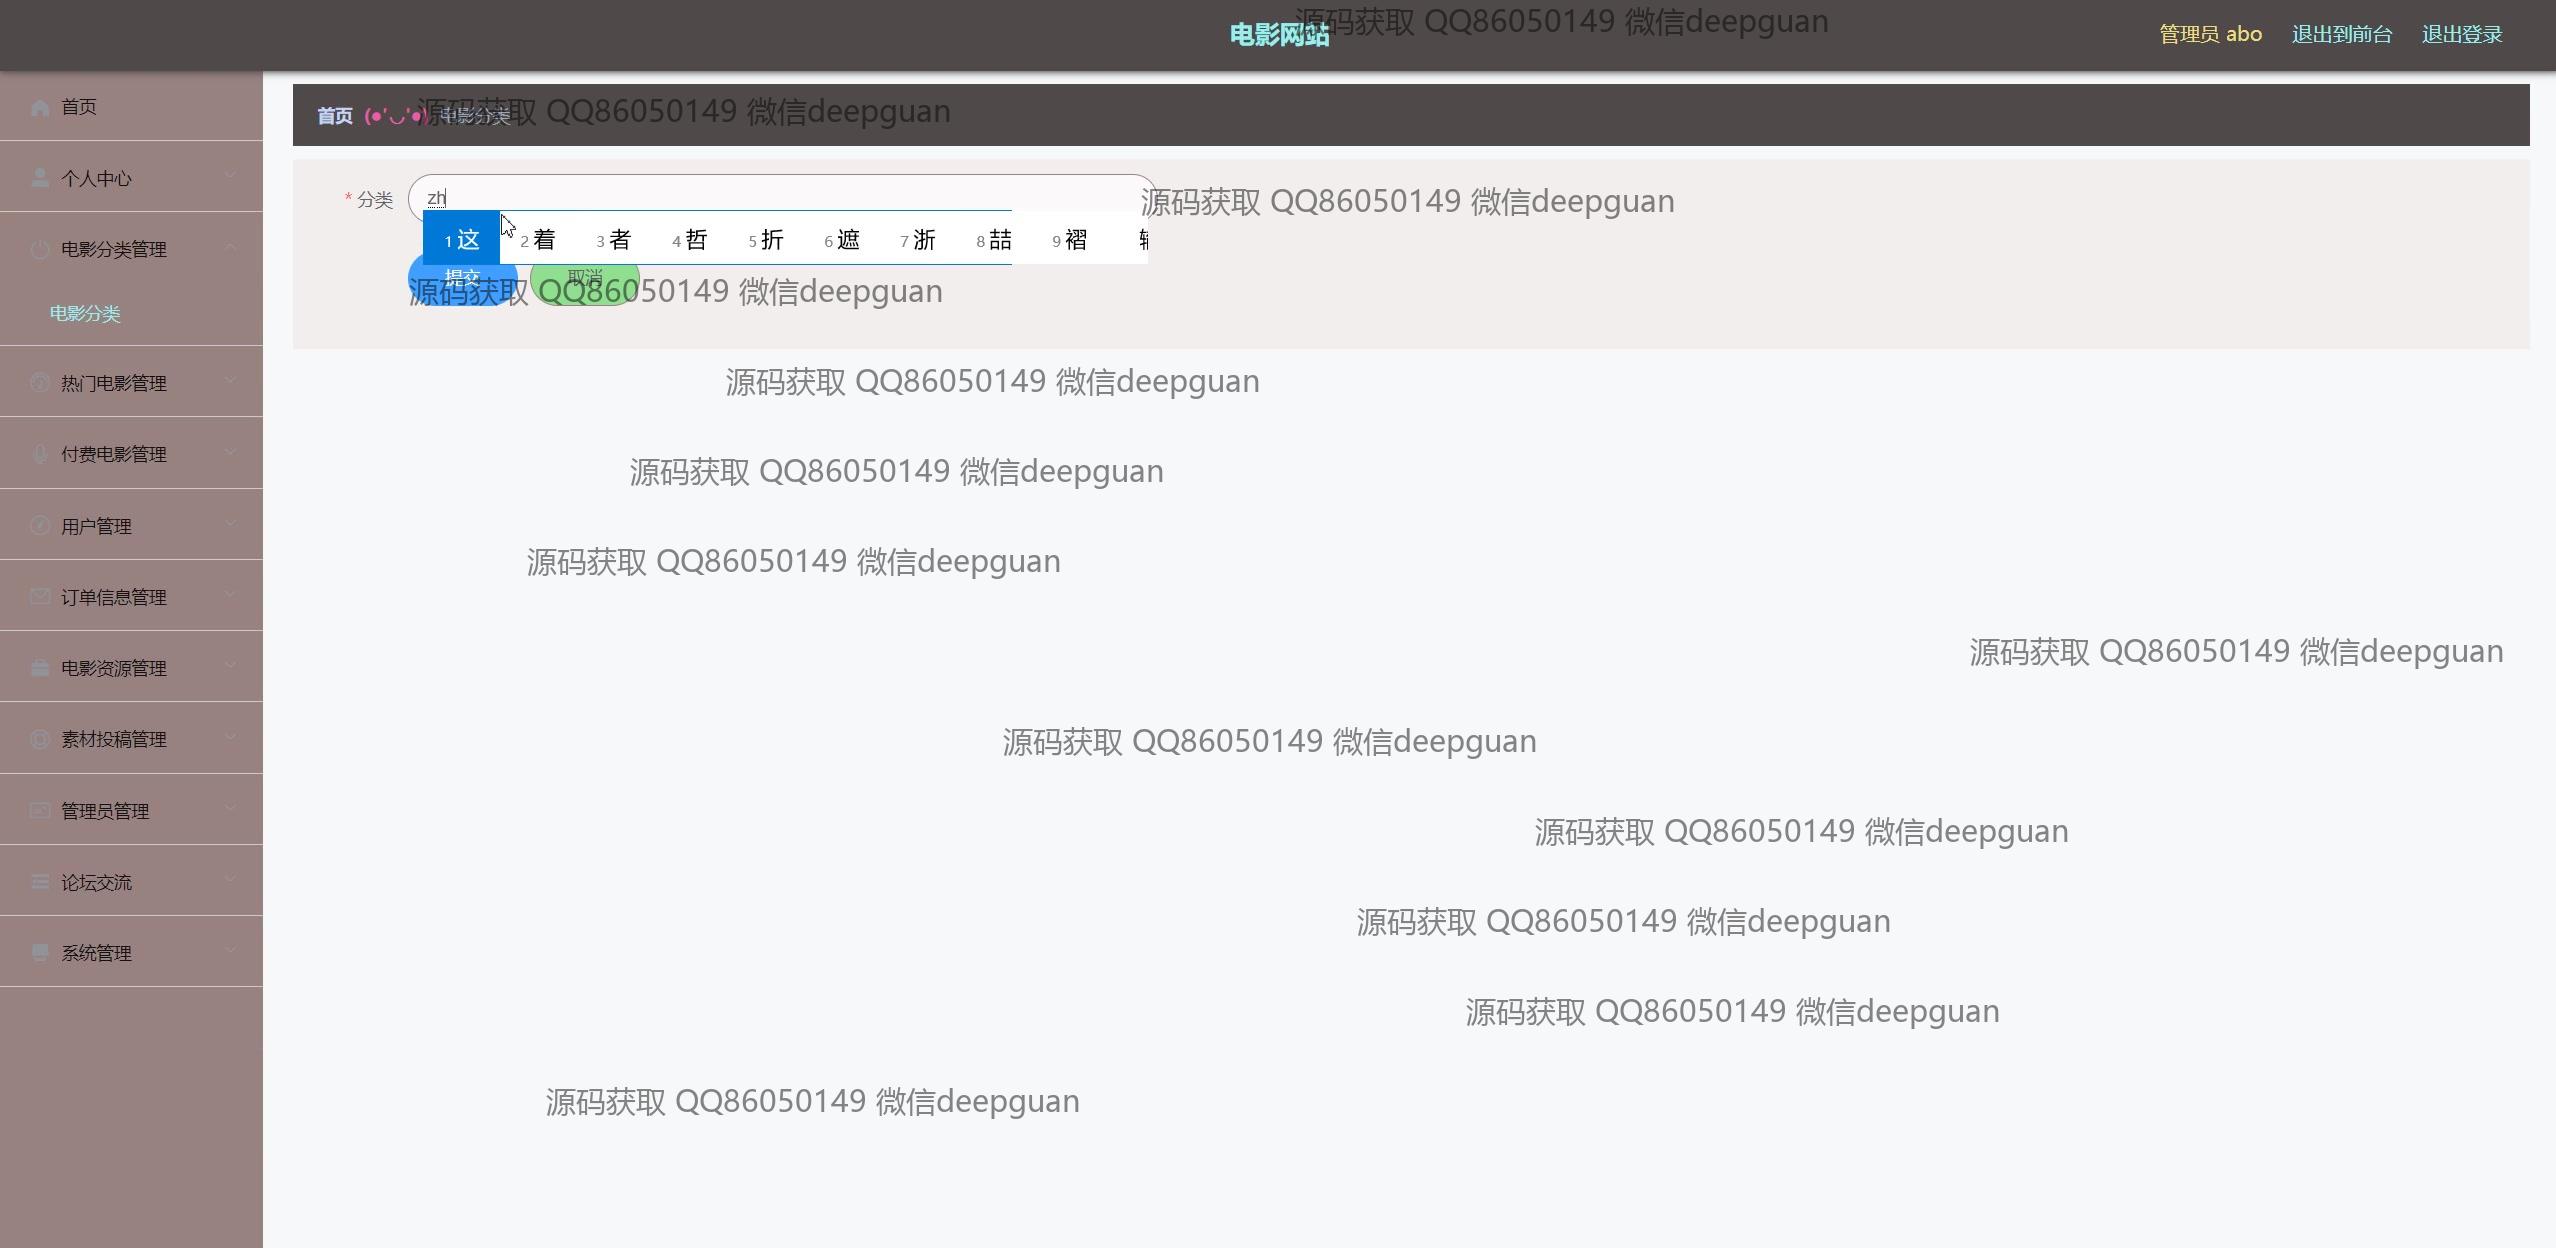 电影网站
源码获取 QQ86050149 微信deepguan
管理员 abo 退出到前台 退出登录
首页
个人中心
电影分类管理
电影分类
热门电影管理
付费电影管理
用户管理
订单信息管理
电影资源管理
素材投稿管理
管理员管理
论坛交流
系统管理
首页 (●'◡'●) 电影分类
源码获取 QQ86050149 微信deepguan
* 分类 zh
源码获取 QQ86050149 微信deepguan
1 这 2 着 3 者 4 哲 5 折 6 遮 7 浙 8 喆 9 褶
提交 取消
源码获取 QQ86050149 微信deepguan
源码获取 QQ86050149 微信deepguan
源码获取 QQ86050149 微信deepguan
源码获取 QQ86050149 微信deepguan
源码获取 QQ86050149 微信deepguan
源码获取 QQ86050149 微信deepguan
源码获取 QQ86050149 微信deepguan
源码获取 QQ86050149 微信deepguan
源码获取 QQ86050149 微信deepguan
源码获取 QQ86050149 微信deepguan